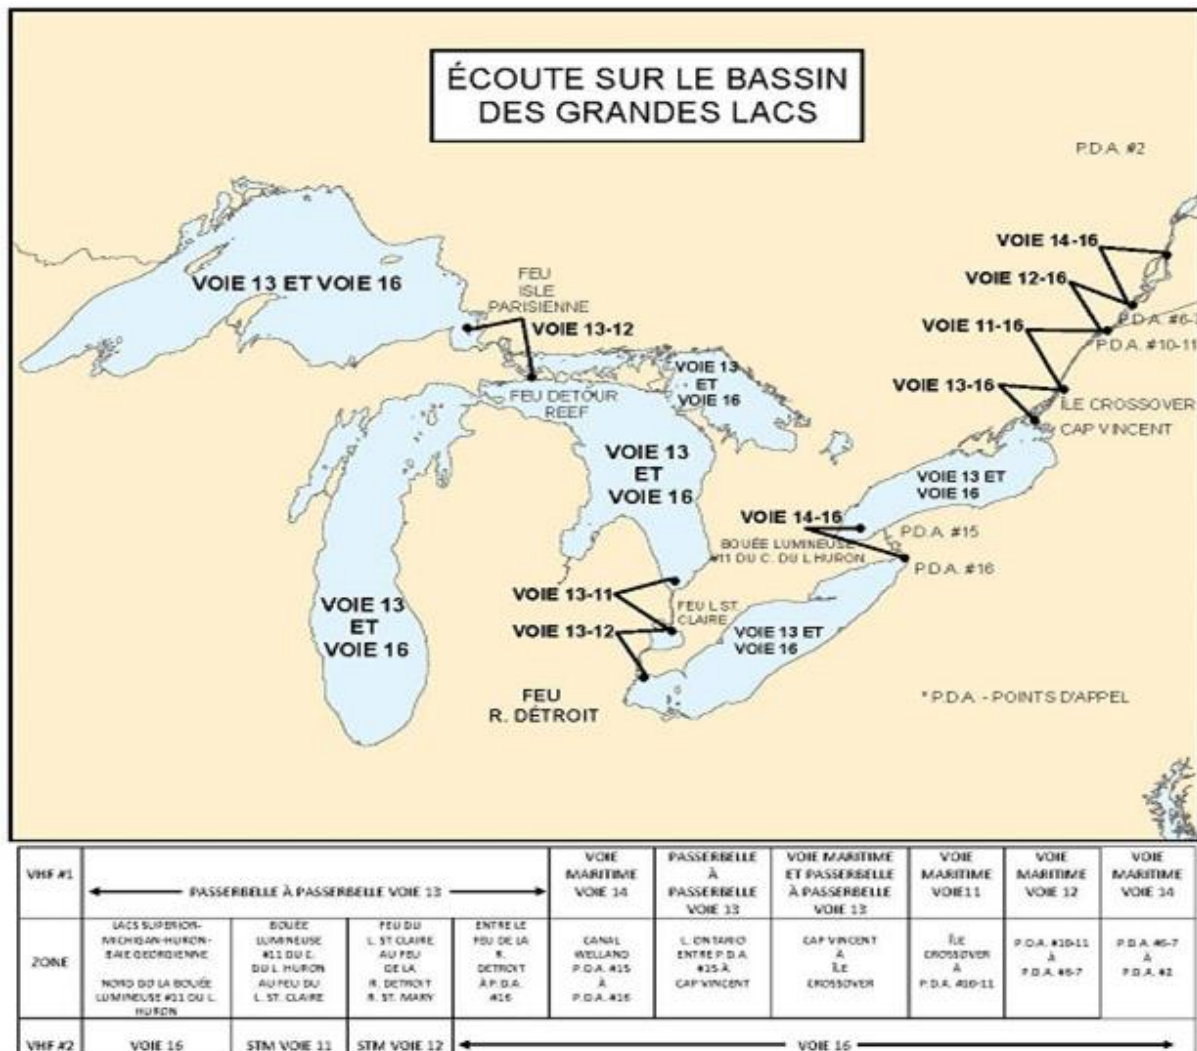 ÉCOUTE SUR LE BASSIN
DES GRANDES LACS
P.D.A. #2
VOIE 14-16
VOIE 12-16
FEU
ISLE
PARISIENNE
VOIE 13 ET VOIE 16
VOIE 13-12
VOIE 11-16
P.D.A. #6-7
P.D.A. #10-11
VOIE 13
ET
VOIE 16
FEU DETOUR
REEF
VOIE 13-16
ÎLE CROSSOVER
CAP VINCENT
VOIE 13
ET
VOIE 16
VOIE 13 ET
VOIE 16
VOIE 14-16
P.D.A. #15
BOUÉE LUMINEUSE
#11 DU C. DU L HURON
P.D.A. #16
VOIE 13-11
FEU L ST.
CLAIRE
VOIE 13
ET
VOIE 16
VOIE 13-12
VOIE 13 ET
VOIE 16
FEU
R. DÉTROIT
* P.D.A. - POINTS D'APPEL
VHF #1
PASSERBELLE À PASSERBELLE VOIE 13
VOIE
MARITIME
VOIE 14
PASSERBELLE
À
PASSERBELLE
VOIE 13
VOIE MARITIME
ET PASSERBELLE
À PASSERBELLE
VOIE 13
VOIE
MARITIME
VOIE11
VOIE
MARITIME
VOIE 12
VOIE
MARITIME
VOIE 14
ZONE
LACS SUPERIOR-
MICHIGAN-HURON-
BAIE GEORGIENNE
NORD DO LA BOUÉE
LUMINEUSE #11 DU L.
HURON
BOUÉE
LUMINEUSE
#11 DU C.
DU L. HURON
AU FEU DU
L. ST. CLAIRE
FEU DU
L. ST CLAIRE
AU FEU
DE LA
R. DETROIT
R. ST. MARY
ENTRE LE
FEU DE LA
R.
DETROIT
À P.D.A.
#16
CANAL
WELLAND
P.D.A. #15
À
P.D.A. #16
L. ONTARIO
ENTRE P.D.A
#15 À
CAP VINCENT
CAP VINCENT
À
ÎLE
CROSSOVER
ÎLE
CROSSOVER
À
P.D.A. #10-11
P.D.A. #10-11
À
P.D.A. #6-7
P.D.A. #6-7
À
P.D.A. #2
VHF #2
VOIE 16
STM VOIE 11
STM VOIE 12
VOIE 16